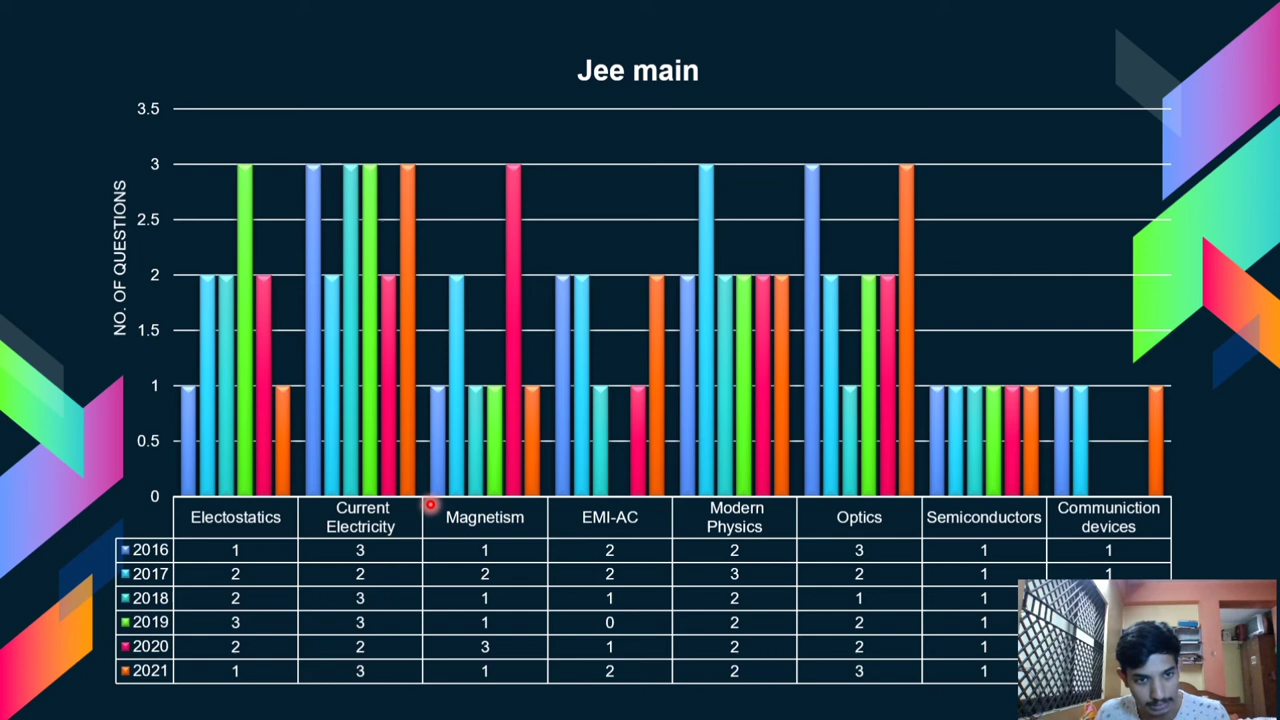 Jee main
NO. OF QUESTIONS
3.5
3
2.5
2
1.5
1
0.5
0
Electostatics
Current
Electricity
Magnetism
EMI-AC
Modern
Physics
Optics
Semiconductors
Communiction
devices
2016 1 3 1 2 2 3 1 1
2017 2 2 2 2 3 2 1 1
2018 2 3 1 1 2 1 1
2019 3 3 1 0 2 2 1
2020 2 2 3 1 2 2 1
2021 1 3 1 2 2 3 1